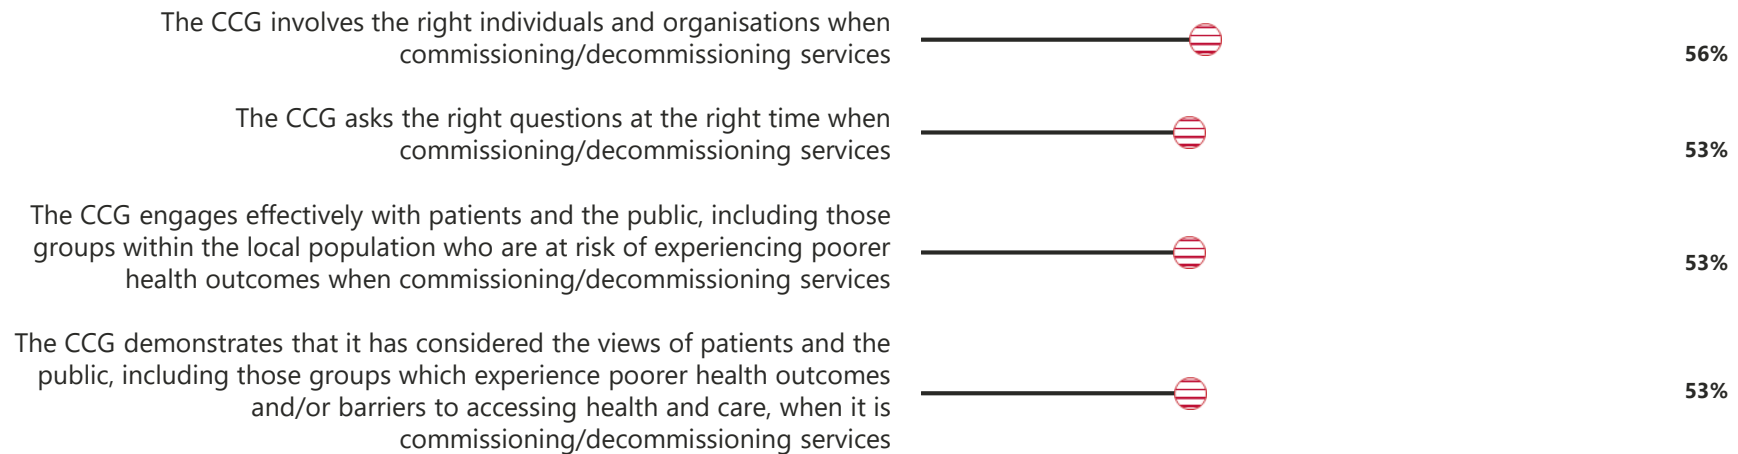 The CCG involves the right individuals and organisations when
commissioning/decommissioning services
56%
The CCG asks the right questions at the right time when
commissioning/decommissioning services
53%
The CCG engages effectively with patients and the public, including those
groups within the local population who are at risk of experiencing poorer
health outcomes when commissioning/decommissioning services
53%
The CCG demonstrates that it has considered the views of patients and the
public, including those groups which experience poorer health outcomes
and/or barriers to accessing health and care, when it is
commissioning/decommissioning services
53%